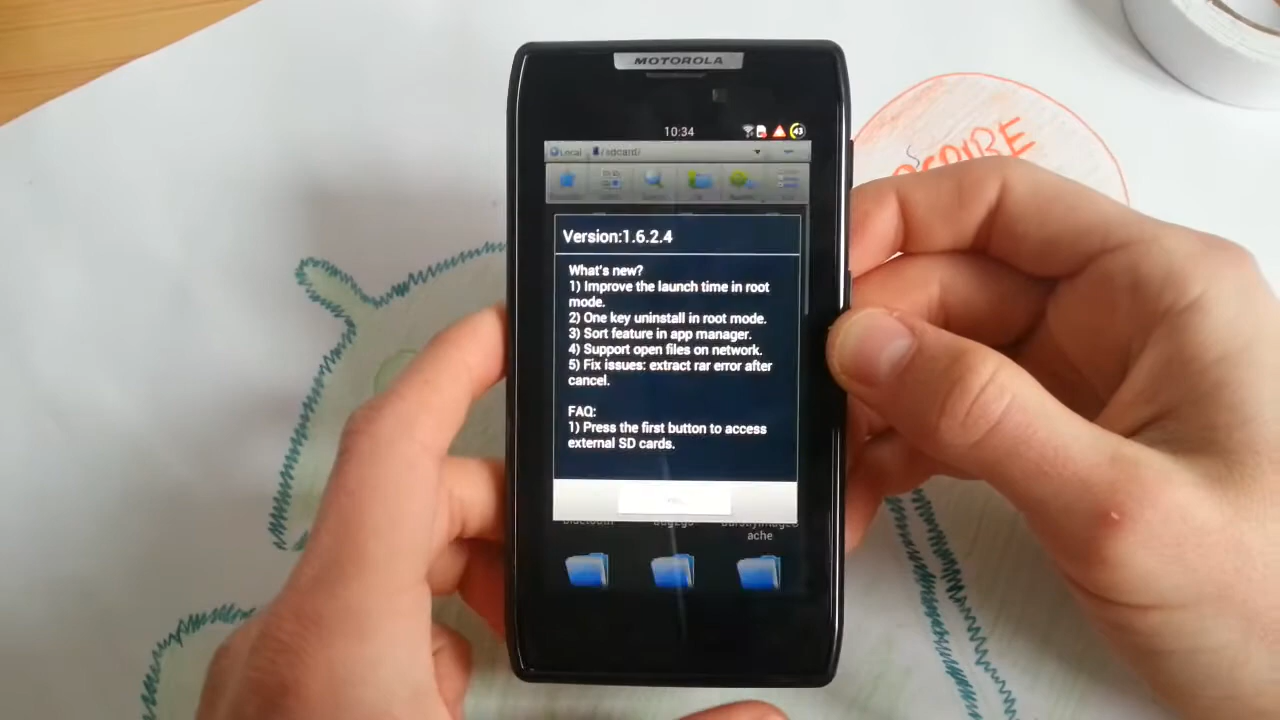 MOTOROLA
10:34
43
Local /sdcard/
Version:1.6.2.4
What's new?
1) Improve the launch time in root
mode.
2) One key uninstall in root mode.
3) Sort feature in app manager.
4) Support open files on network.
5) Fix issues: extract rar error after
cancel.
FAQ:
1) Press the first button to access
external SD cards.
bluetooth
ache